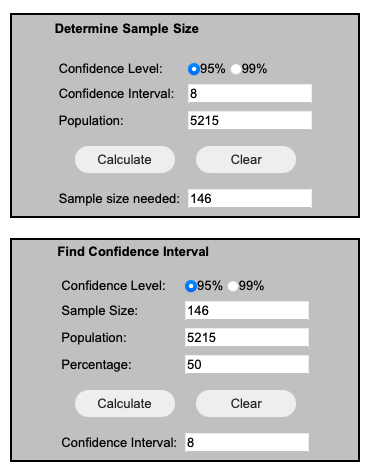 Determine Sample Size
Confidence Level: 95% 99%
Confidence Interval: 8
Population: 5215
Calculate Clear
Sample size needed: 146
Find Confidence Interval
Confidence Level: 95% 99%
Sample Size: 146
Population: 5215
Percentage: 50
Calculate Clear
Confidence Interval: 8